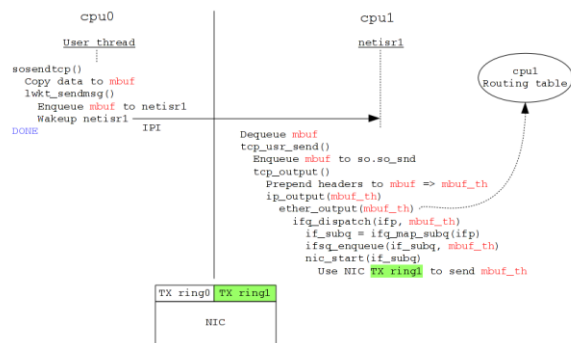 cpu0
cpu1
User thread
netisr1
sosendtcp()
Copy data to mbuf
lwkt_sendmsg()
Enqueue mbuf to netisr1
Wakeup netisr1
DONE
IPI
cpu1
Routing table
Dequeue mbuf
tcp_usr_send()
Enqueue mbuf to so.so_snd
tcp_output()
Prepend headers to mbuf => mbuf_th
ip_output(mbuf_th)
ether_output(mbuf_th)
ifq_dispatch(ifp, mbuf_th)
if_subq = ifq_map_subq(ifp)
ifsq_enqueue(if_subq, mbuf_th)
nic_start(if_subq)
Use NIC TX ring1 to send mbuf_th
TX ring0 TX ring1
NIC